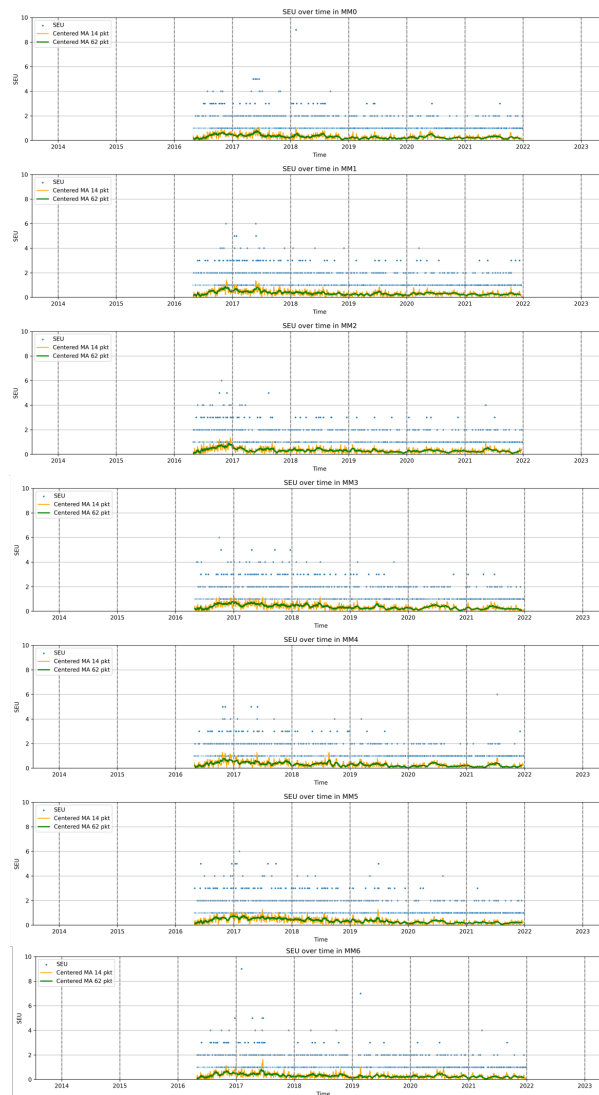 SEU over time in MM0
10
SEU
Centered MA 14 pkt
Centered MA 62 pkt
8
6
SEU
4
2
0
2014 2015 2016 2017 2018 2019 2020 2021 2022 2023
Time
SEU over time in MM1
10
SEU
Centered MA 14 pkt
Centered MA 62 pkt
8
6
SEU
4
2
0
2014 2015 2016 2017 2018 2019 2020 2021 2022 2023
Time
SEU over time in MM2
10
SEU
Centered MA 14 pkt
Centered MA 62 pkt
8
6
SEU
4
2
0
2014 2015 2016 2017 2018 2019 2020 2021 2022 2023
Time
SEU over time in MM3
10
SEU
Centered MA 14 pkt
Centered MA 62 pkt
8
6
SEU
4
2
0
2014 2015 2016 2017 2018 2019 2020 2021 2022 2023
Time
SEU over time in MM4
10
SEU
Centered MA 14 pkt
Centered MA 62 pkt
8
6
SEU
4
2
0
2014 2015 2016 2017 2018 2019 2020 2021 2022 2023
Time
SEU over time in MM5
10
SEU
Centered MA 14 pkt
Centered MA 62 pkt
8
6
SEU
4
2
0
2014 2015 2016 2017 2018 2019 2020 2021 2022 2023
Time
SEU over time in MM6
10
SEU
Centered MA 14 pkt
Centered MA 62 pkt
8
6
SEU
4
2
0
2014 2015 2016 2017 2018 2019 2020 2021 2022 2023
Time